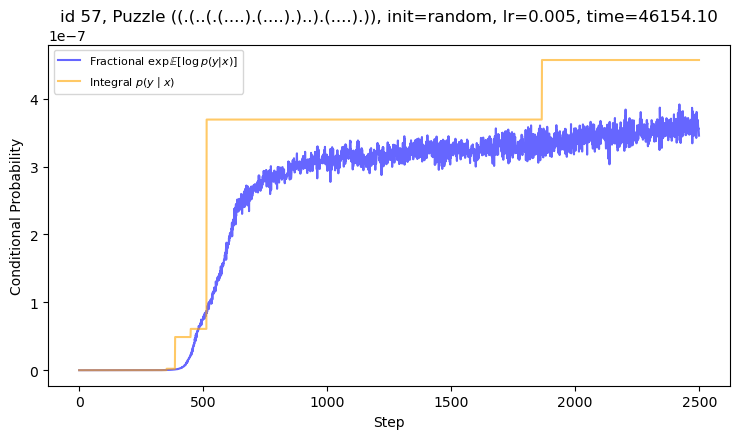 id 57, Puzzle ((.(..(.(....).(....).)..).(....).)), init=random, lr=0.005, time=46154.10
1e−7
Fractional exp𝔼[log p(y|x)]
Integral p(y | x)
4
3
2
1
0
Conditional Probability
0 500 1000 1500 2000 2500
Step